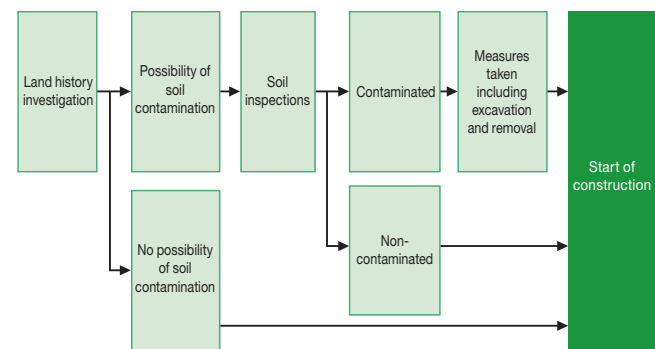 Land history
investigation
Possibility of
soil
contamination
Soil
inspections
Contaminated
Measures
taken
including
excavation
and removal
Start of
construction
No possibility
of soil
contamination
Non-
contaminated